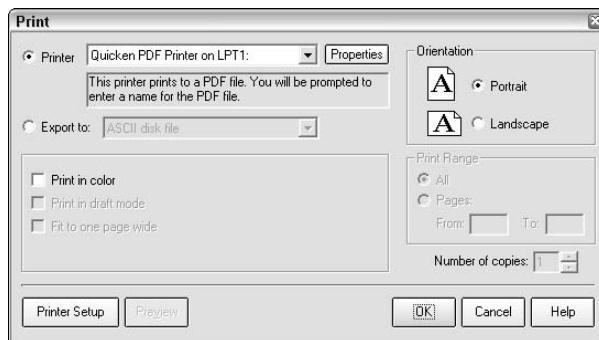 Print
Printer
Quicken PDF Printer on LPT1:
Properties
This printer prints to a PDF file. You will be prompted to
enter a name for the PDF file.
Export to:
ASCII disk file
Print in color
Print in draft mode
Fit to one page wide
Orientation
A
Portrait
A
Landscape
Print Range
All
Pages:
From:
To:
Number of copies:
1
Printer Setup
Preview
OK
Cancel
Help